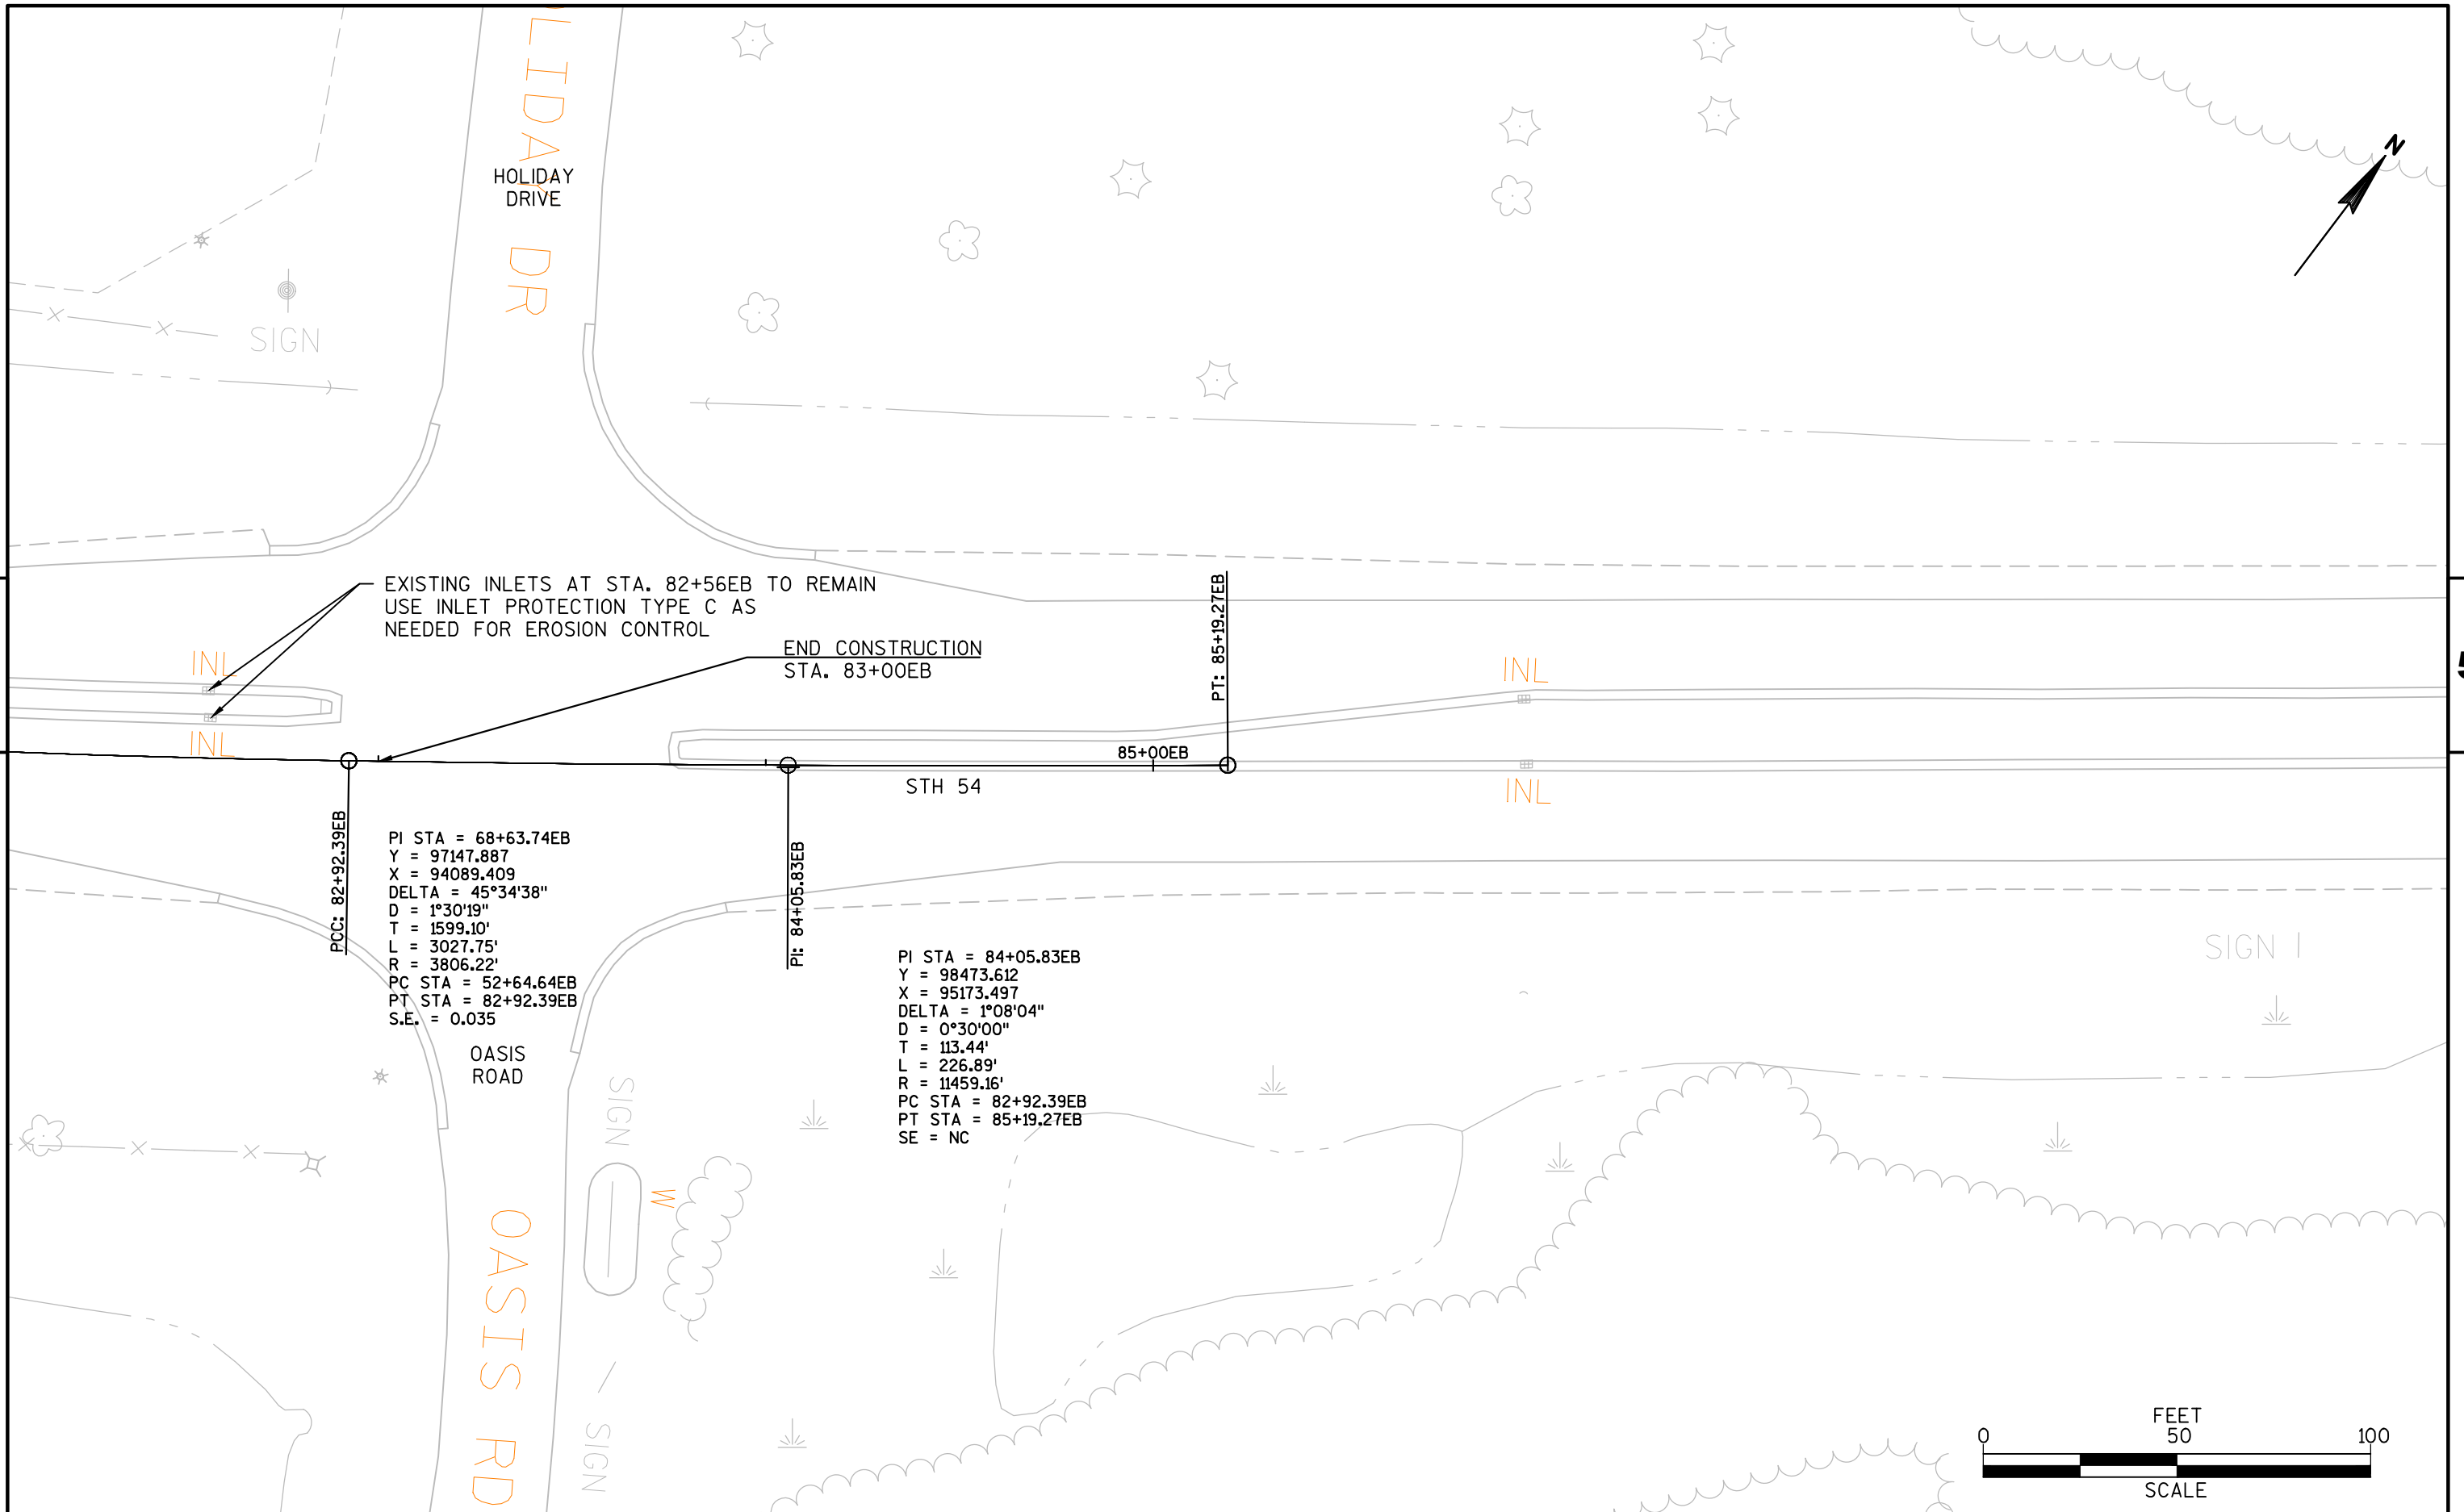 LIDAY DR
HOLIDAY
DRIVE
N
SIGN
EXISTING INLETS AT STA. 82+56EB TO REMAIN
USE INLET PROTECTION TYPE C AS
NEEDED FOR EROSION CONTROL
END CONSTRUCTION
STA. 83+00EB
PT: 85+19.27EB
INL
INL
INL
INL
85+00EB
STH 54
PCC: 82+92.39EB
PI STA = 68+63.74EB
Y = 97147.887
X = 94089.409
DELTA = 45°34'38"
D = 1°30'19"
T = 1599.10'
L = 3027.75'
R = 3806.22'
PC STA = 52+64.64EB
PT STA = 82+92.39EB
S.E. = 0.035
PI: 84+05.83EB
PI STA = 84+05.83EB
Y = 98473.612
X = 95173.497
DELTA = 1°08'04"
D = 0°30'00"
T = 113.44'
L = 226.89'
R = 11459.16'
PC STA = 82+92.39EB
PT STA = 85+19.27EB
SE = NC
SIGN
OASIS
ROAD
SIGN
W
OASIS RD
SIGN
FEET
0 50 100
SCALE